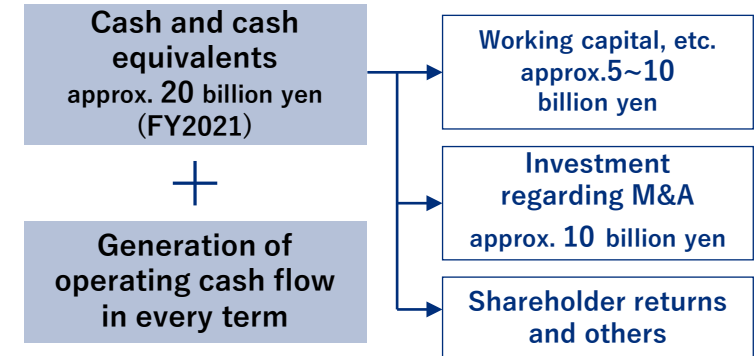 Cash and cash
equivalents
approx. 20 billion yen
(FY2021)
+
Generation of
operating cash flow
in every term
Working capital, etc.
approx.5~10
billion yen
Investment
regarding M&A
approx. 10 billion yen
Shareholder returns
and others